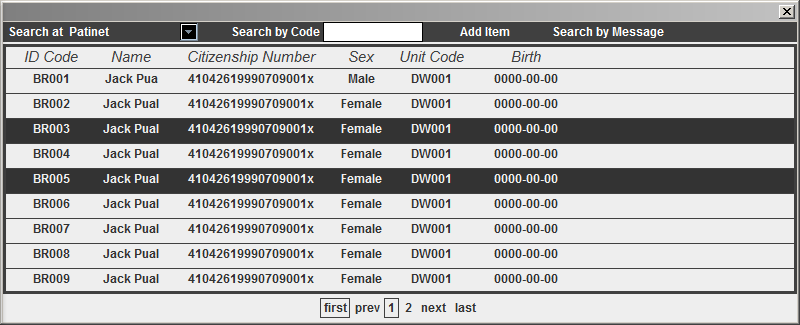 Search at Patinet Search by Code Add Item Search by Message
ID Code Name Citizenship Number Sex Unit Code Birth
BR001 Jack Pua 41042619990709001x Male DW001 0000-00-00
BR002 Jack Pual 41042619990709001x Female DW001 0000-00-00
BR003 Jack Pual 41042619990709001x Female DW001 0000-00-00
BR004 Jack Pual 41042619990709001x Female DW001 0000-00-00
BR005 Jack Pual 41042619990709001x Female DW001 0000-00-00
BR006 Jack Pual 41042619990709001x Female DW001 0000-00-00
BR007 Jack Pual 41042619990709001x Female DW001 0000-00-00
BR008 Jack Pual 41042619990709001x Female DW001 0000-00-00
BR009 Jack Pual 41042619990709001x Female DW001 0000-00-00
first prev 1 2 next last